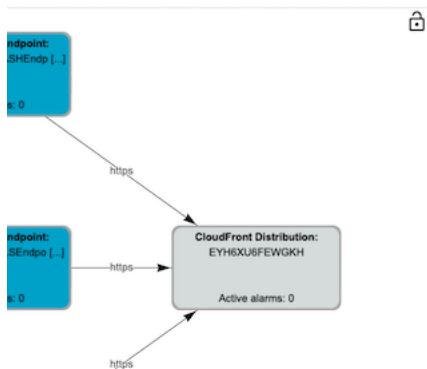 ndpoint:
SHEndp [...]
s: 0
https
ndpoint:
SEndpo [...]
s: 0
https
CloudFront Distribution:
EYH6XU6FEWGKH
Active alarms: 0
https